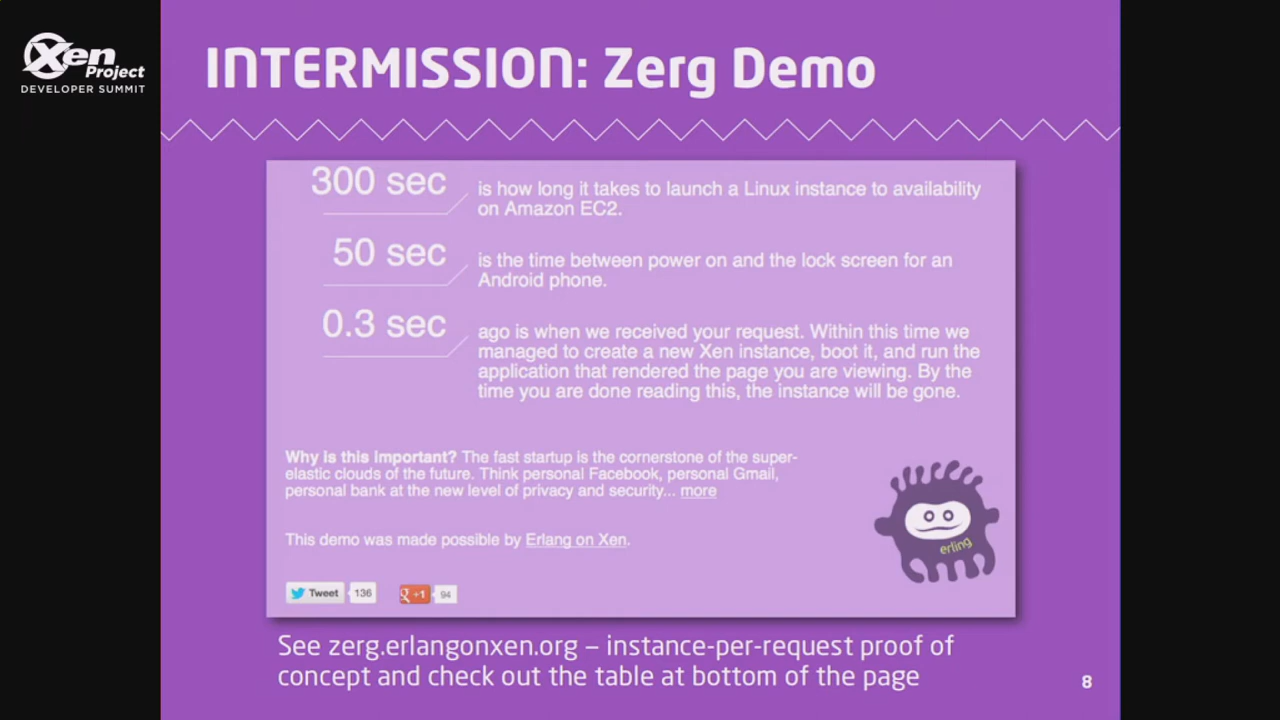 Xen
Project
DEVELOPER SUMMIT
INTERMISSION: Zerg Demo
300 sec
is how long it takes to launch a Linux instance to availability
on Amazon EC2.
50 sec
is the time between power on and the lock screen for an
Android phone.
0.3 sec
ago is when we received your request. Within this time we
managed to create a new Xen instance, boot it, and run the
application that rendered the page you are viewing. By the
time you are done reading this, the instance will be gone.
Why is this Important? The fast startup is the cornerstone of the super-
elastic clouds of the future. Think personal Facebook, personal Gmail,
personal bank at the new level of privacy and security... more
This demo was made possible by Erlang on Xen.
erling
Tweet 136 g +1 94
See zerg.erlangonxen.org – instance-per-request proof of
concept and check out the table at bottom of the page
8